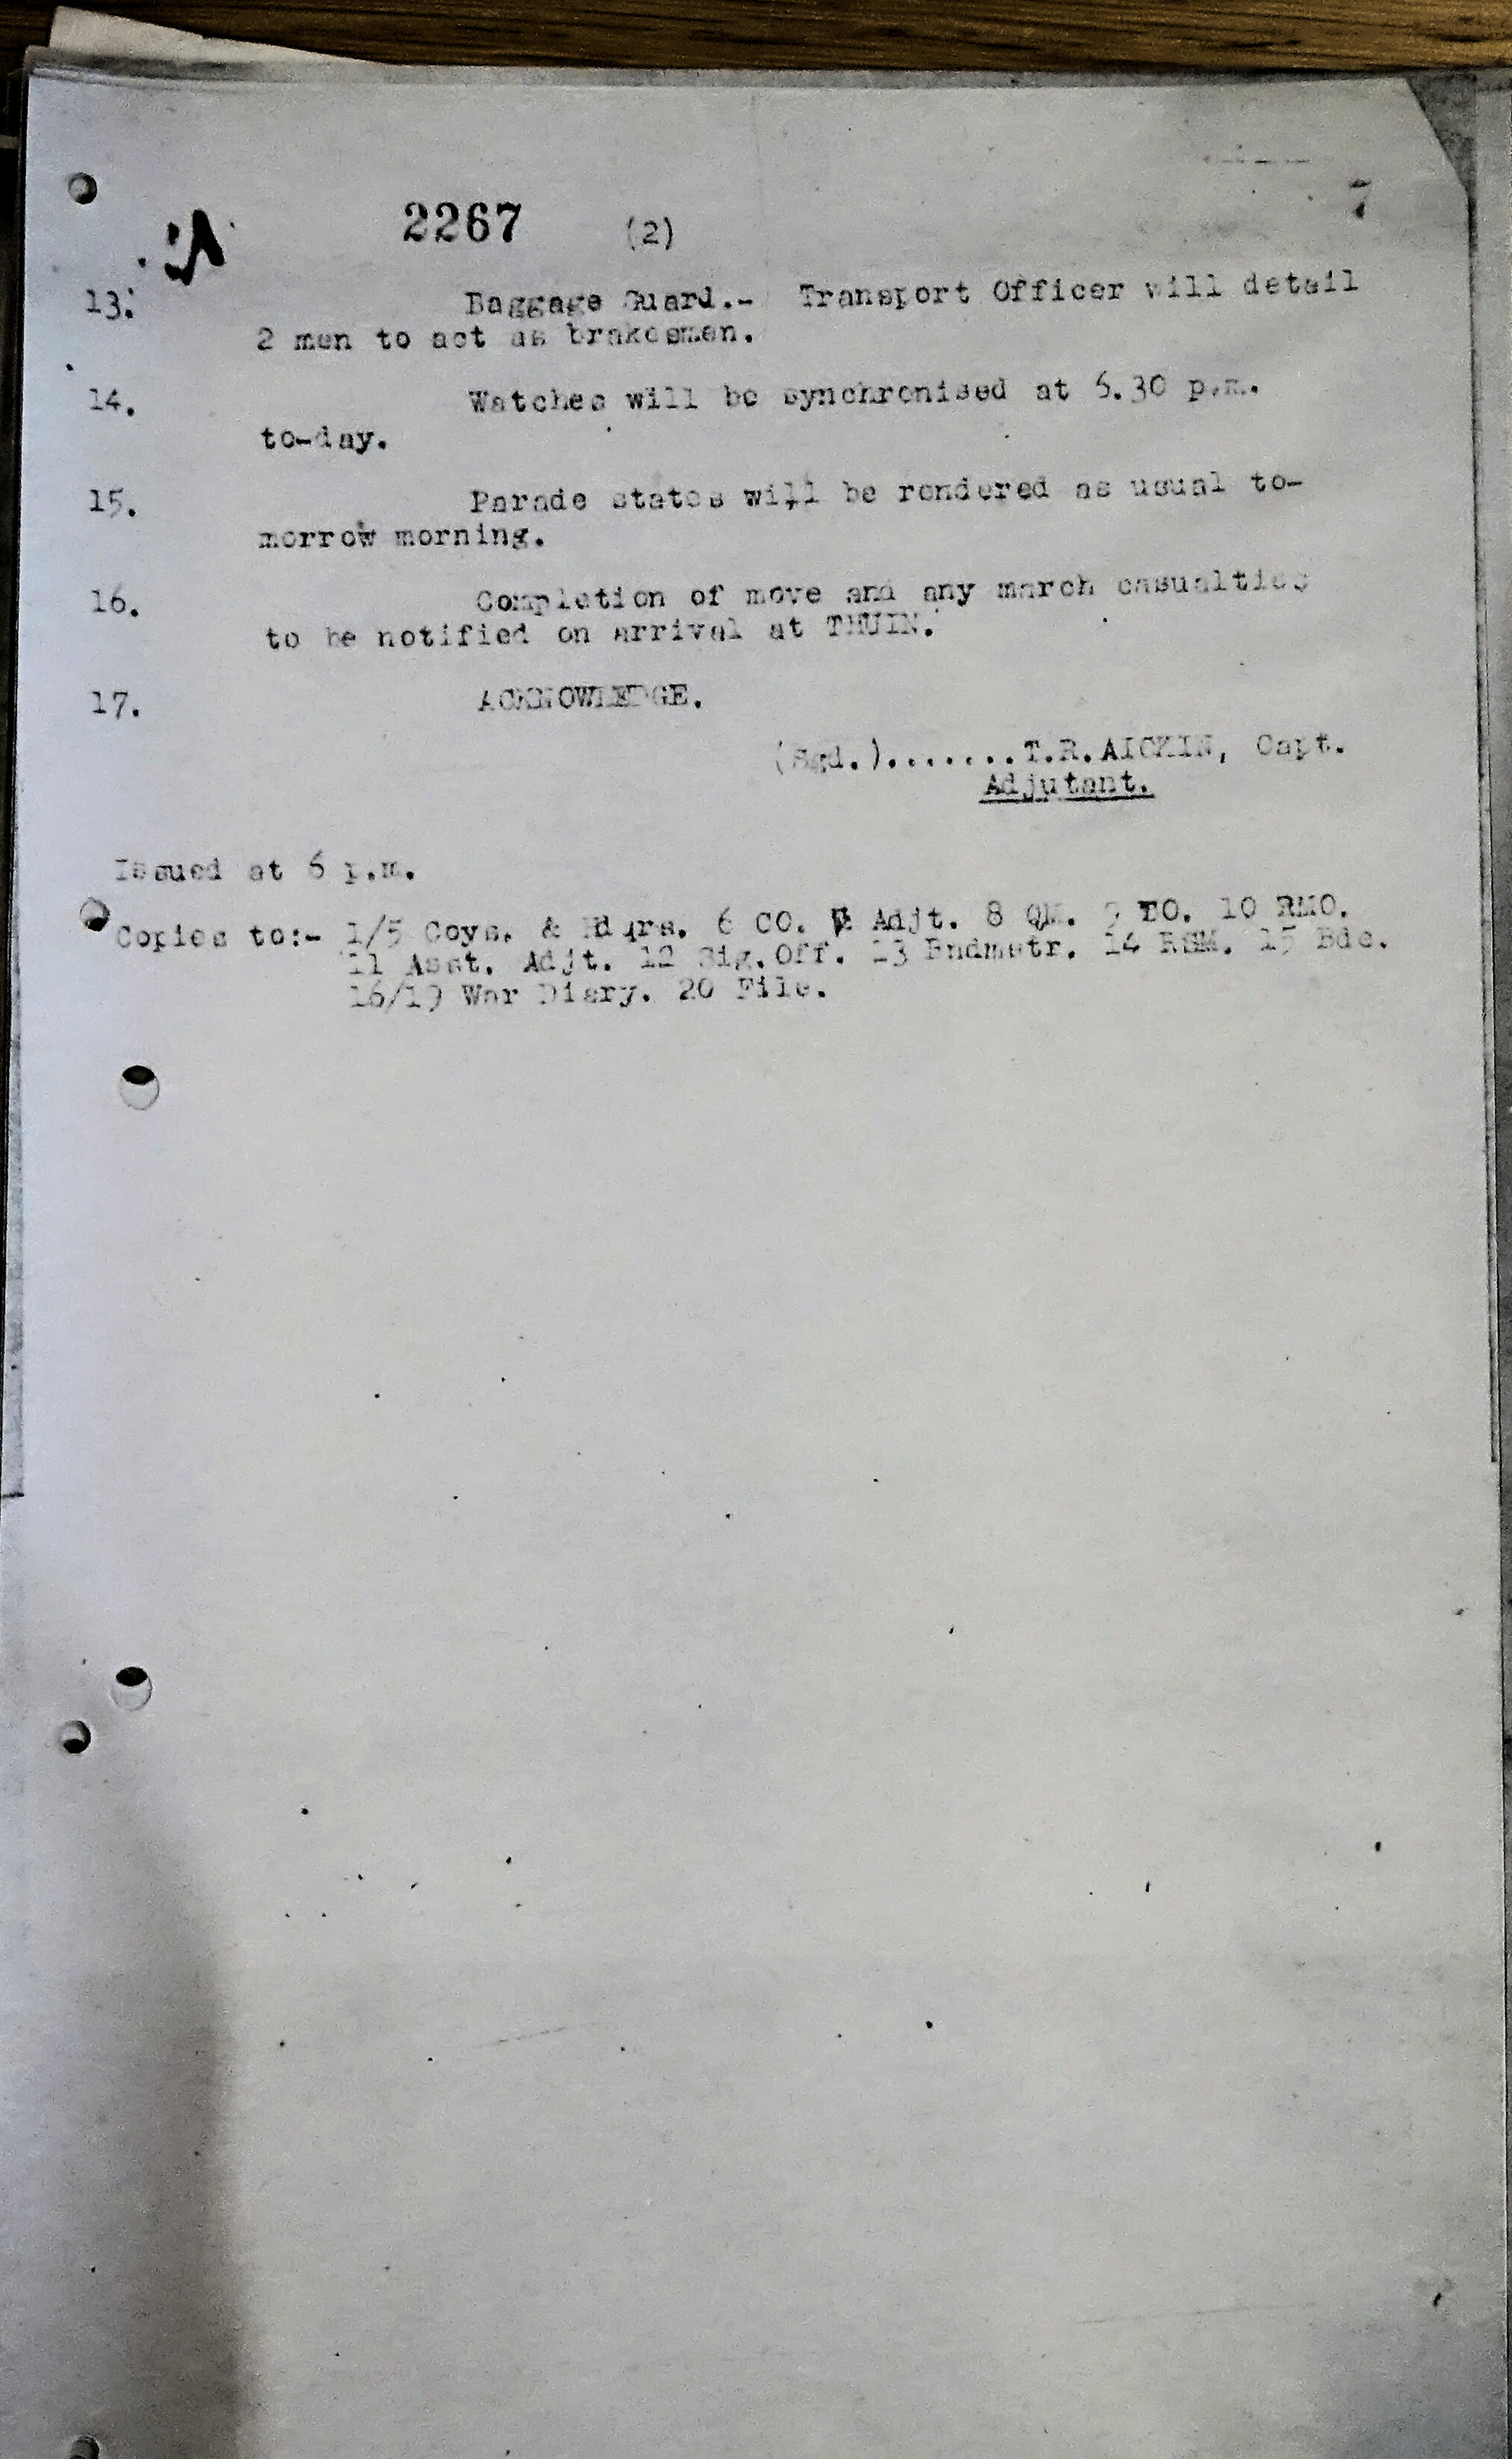 7
2267 (2)
13. Baggage Guard.- Transport Officer will detail
2 men to act as brakesmen.
14. Watches will be synchronised at 6.30 p.m.
to-day.
15. Parade states will be rendered as usual to-
morrow morning.
16. Completion of move and any march casualties
to be notified on arrival at THUIN.
17. ACKNOWLEDGE.
(Sgd.).......T.R.AICKIN, Capt.
Adjutant.
Issued at 6 p.m.
Copies to:- 1/5 Coys. & Hdqrs. 6 CO. 7 Adjt. 8 QM. 9 TO. 10 RMO.
11 Asst. Adjt. 12 Sig.Off. 13 Bndmstr. 14 RSM. 15 Bde.
16/19 War Diary. 20 File.